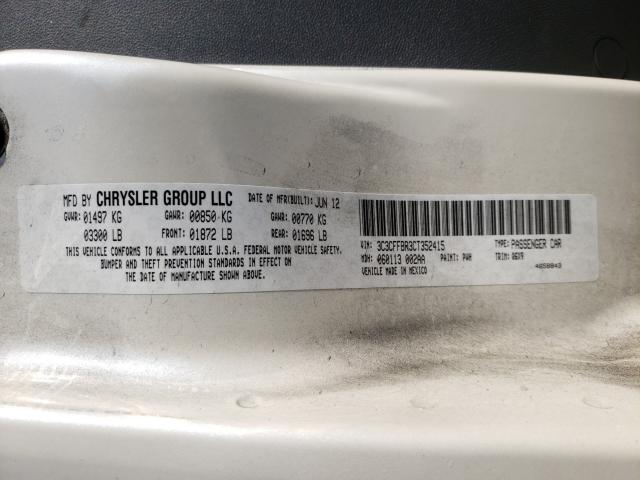 MFD BY CHRYSLER GROUP LLC DATE OF MFR(BUILT): JUN 12
GVWR: 01497 KG GAWR: 00850 KG GAWR: 00770 KG
03300 LB FRONT: 01872 LB REAR: 01696 LB
THIS VEHICLE CONFORMS TO ALL APPLICABLE U.S.A. FEDERAL MOTOR VEHICLE SAFETY,
BUMPER AND THEFT PREVENTION STANDARDS IN EFFECT ON
THE DATE OF MANUFACTURE SHOWN ABOVE.
VIN: 3C3CFFBR3CT352415 TYPE: PASSENGER CAR
MDH: 060113 002AA PAINT: PWH TRIM: 06X9
VEHICLE MADE IN MEXICO 4658843